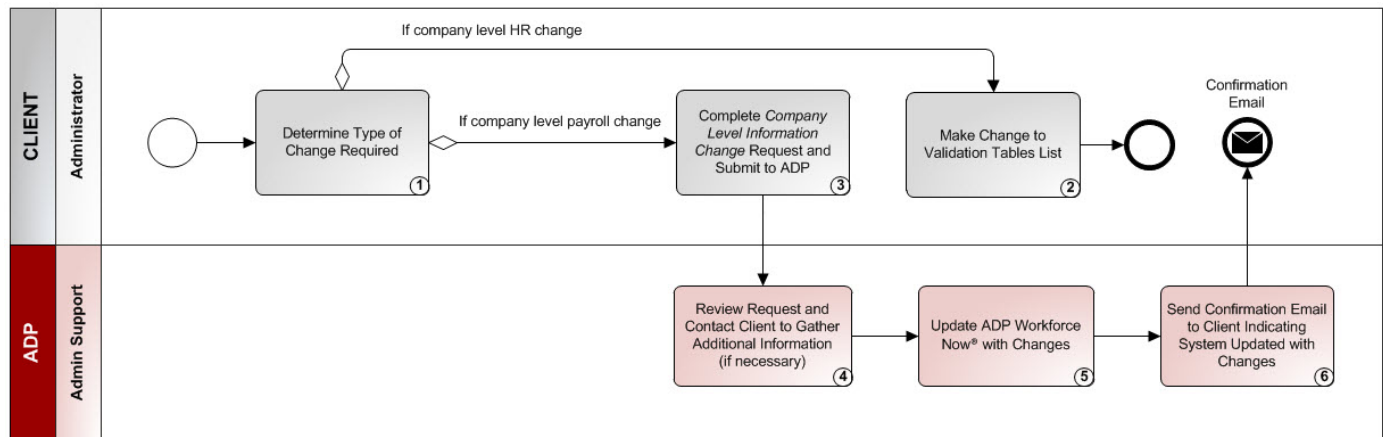 CLIENT
Administrator
If company level HR change
Determine Type of
Change Required
1
If company level payroll change
Complete Company
Level Information
Change Request and
Submit to ADP
3
Make Change to
Validation Tables List
2
Confirmation
Email
ADP
Admin Support
Review Request and
Contact Client to Gather
Additional Information
(if necessary)
4
Update ADP Workforce
Now® with Changes
5
Send Confirmation Email
to Client Indicating
System Updated with
Changes
6